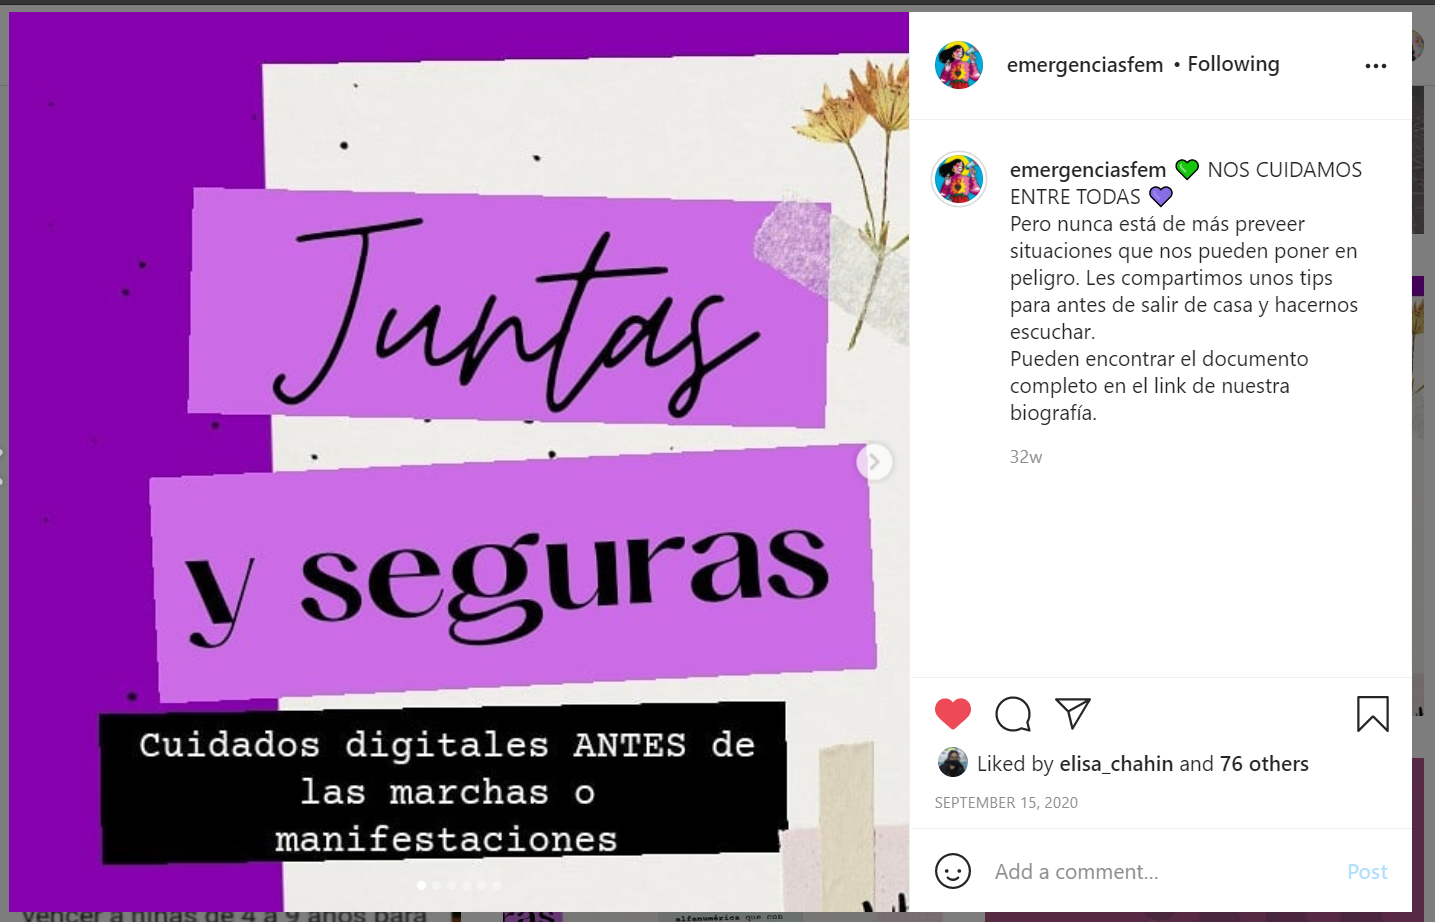 Juntas
y seguras
Cuidados digitales ANTES de
las marchas o
manifestaciones
emergenciasfem • Following
emergenciasfem 💚 NOS CUIDAMOS
ENTRE TODAS 💜
Pero nunca está de más preveer
situaciones que nos pueden poner en
peligro. Les compartimos unos tips
para antes de salir de casa y hacernos
escuchar.
Pueden encontrar el documento
completo en el link de nuestra
biografía.
32w
Liked by elisa_chahin and 76 others
SEPTEMBER 15, 2020
Add a comment...
Post
vencer a niñas de 4 a 9 años para
alfanumérica que con